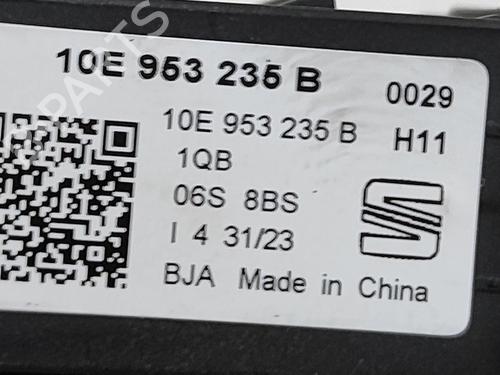 10E 953 235 B
0029
10E 953 235 B
H11
1QB
06S 8BS
I 4 31/23
BJA Made in China